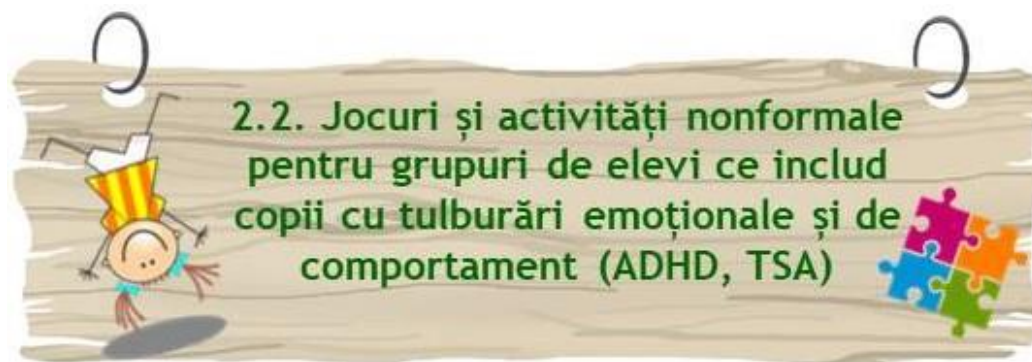 2.2. Jocuri și activități nonformale
pentru grupuri de elevi ce includ
copii cu tulburări emoționale și de
comportament (ADHD, TSA)